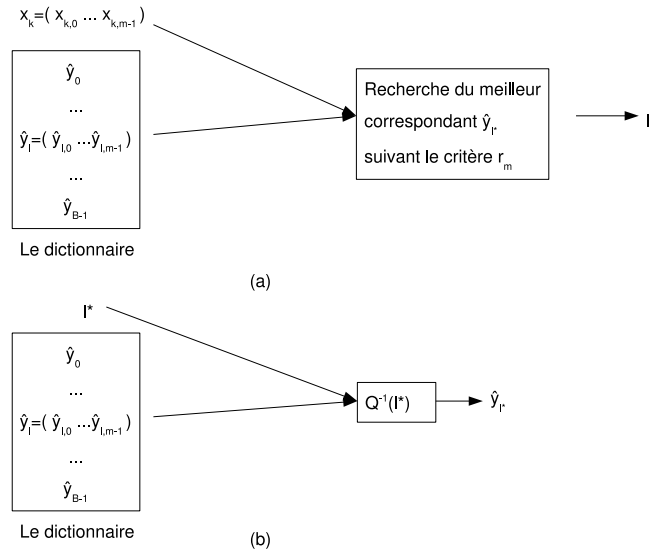 x_k=( x_k,0 ... x_k,m-1)
ŷ_0
...
ŷ_l=( ŷ_l,0 ...ŷ_l,m-1)
...
ŷ_B-1
Le dictionnaire
Recherche du meilleur
correspondant ŷ_l*
suivant le critère r_m
l
(a)
l*
ŷ_0
...
ŷ_l=( ŷ_l,0 ...ŷ_l,m-1)
...
ŷ_B-1
Le dictionnaire
Q^-1(l*)
ŷ_l*
(b)